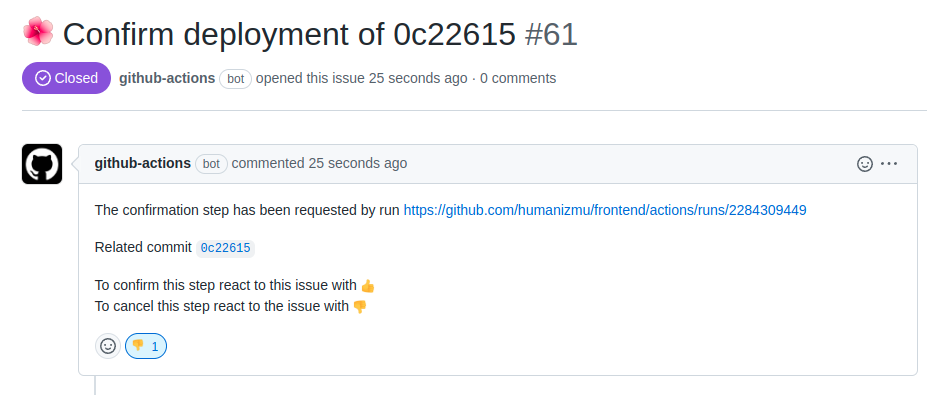 🌺 Confirm deployment of 0c22615 #61
Closed github-actions bot opened this issue 25 seconds ago · 0 comments
github-actions bot commented 25 seconds ago
The confirmation step has been requested by run https://github.com/humanizmu/frontend/actions/runs/2284309449
Related commit 0c22615
To confirm this step react to this issue with 👍
To cancel this step react to the issue with 👎
👎 1